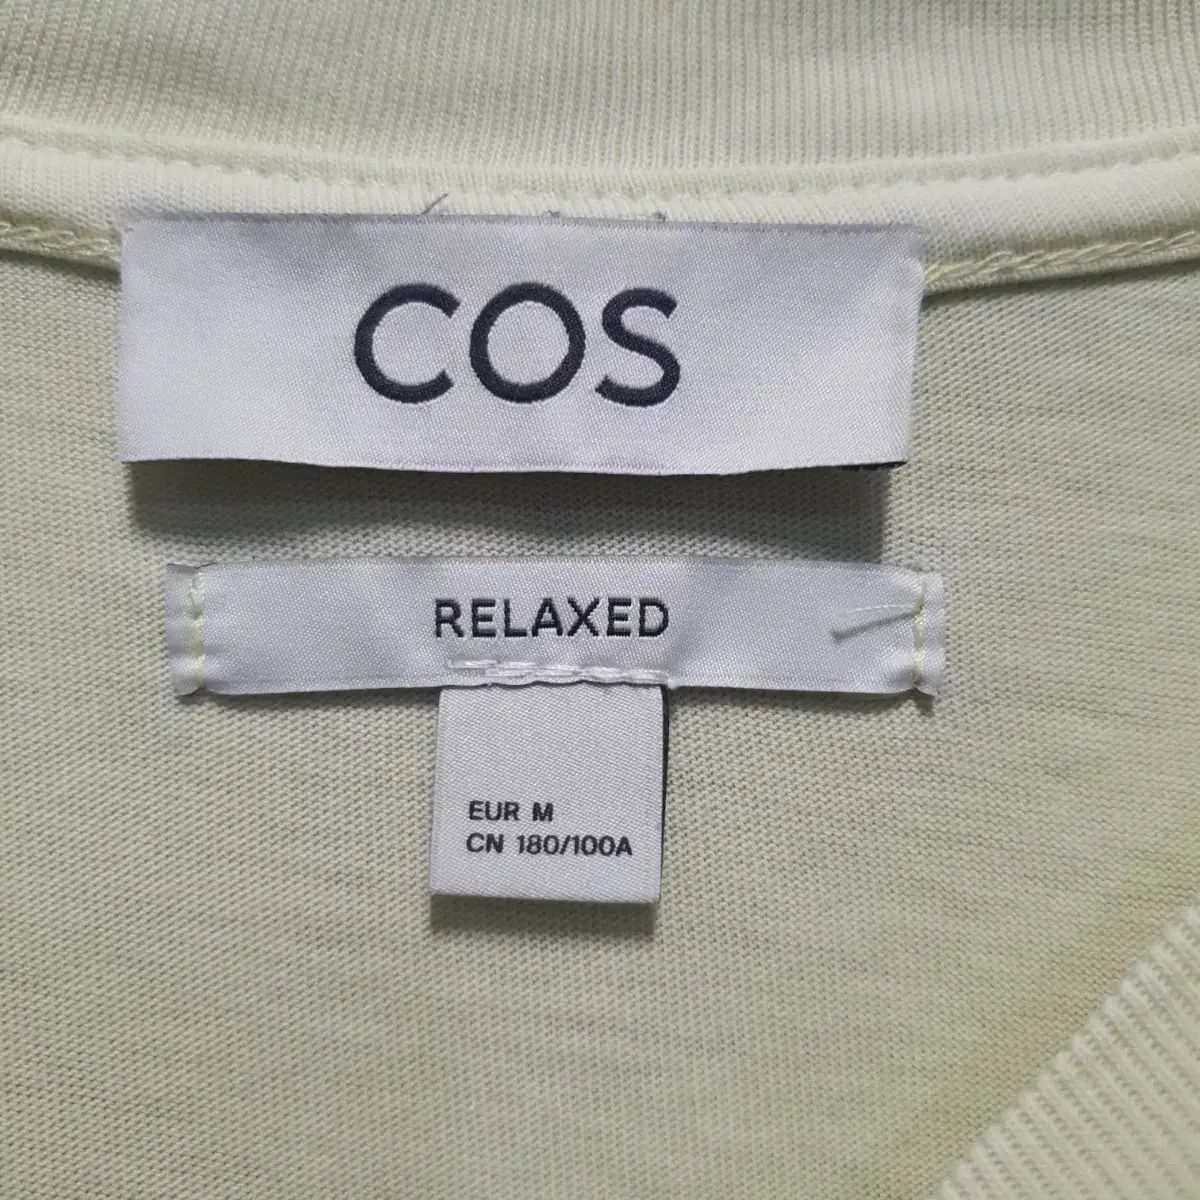 COS
RELAXED
EUR M
CN 180/100A